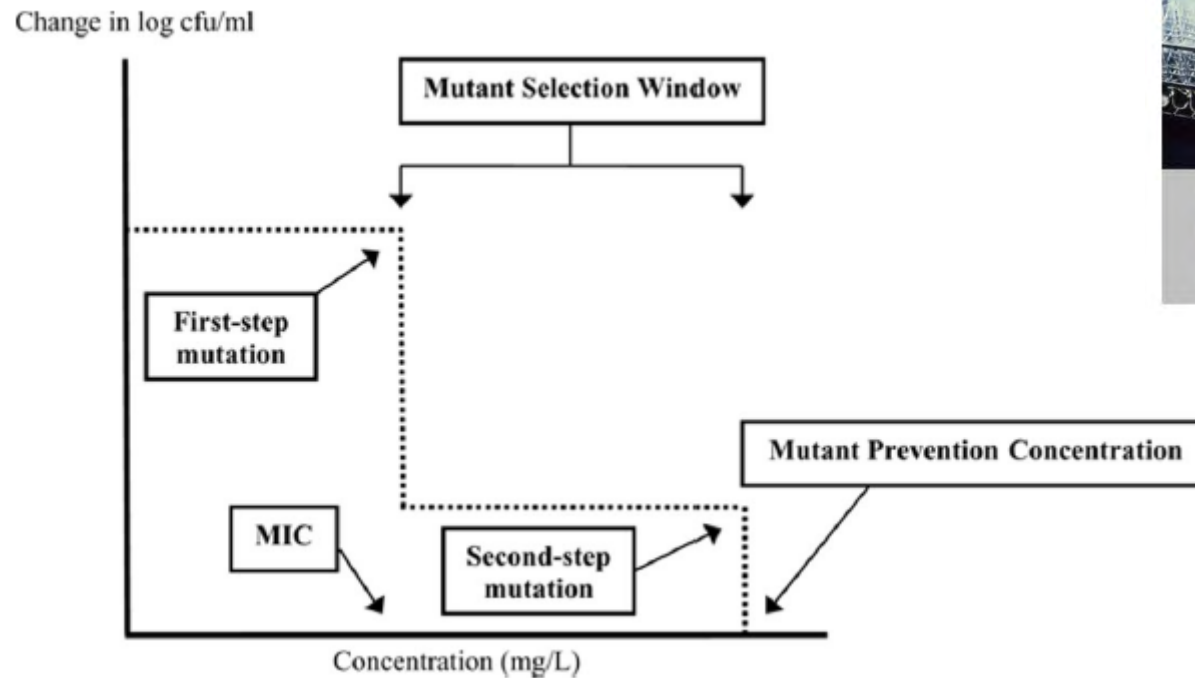 Change in log cfu/ml
Mutant Selection Window
First-step
mutation
Mutant Prevention Concentration
MIC
Second-step
mutation
Concentration (mg/L)